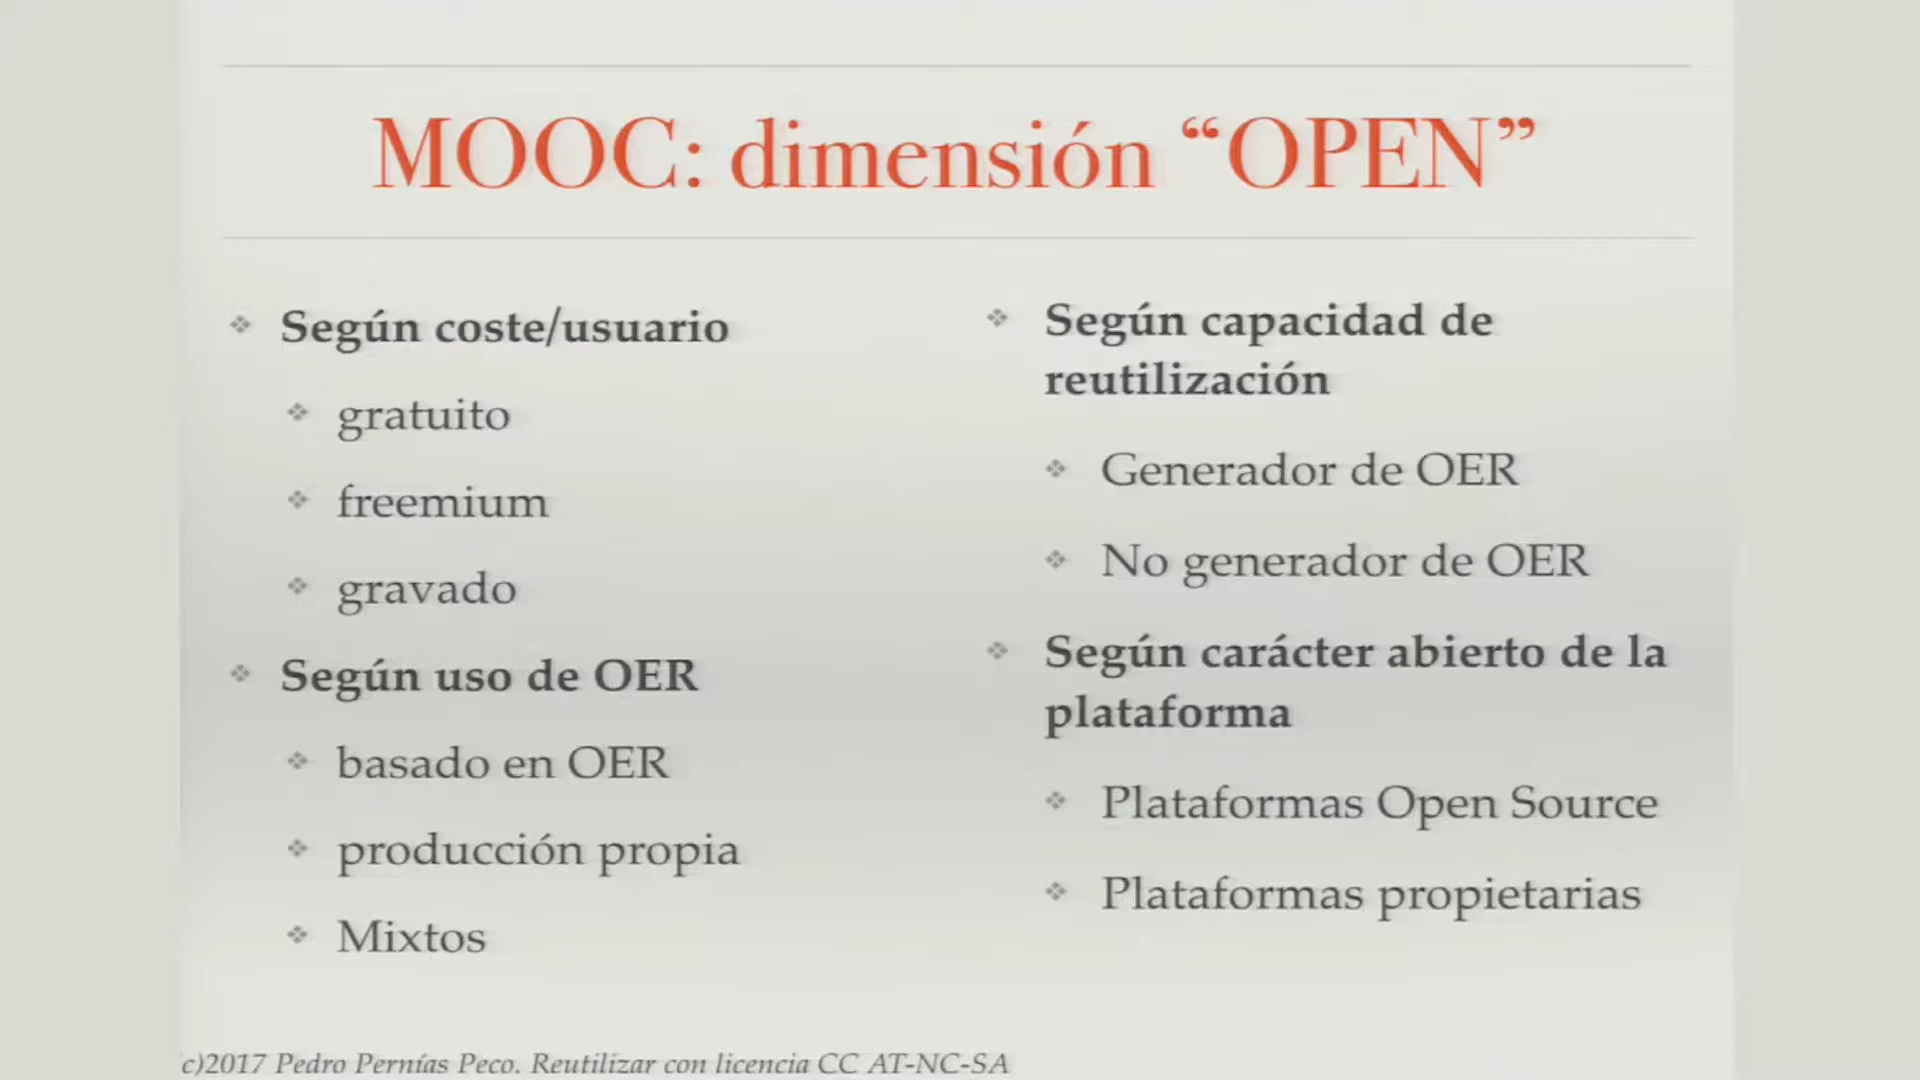 MOOC: dimensión “OPEN”
Según coste/usuario
gratuito
freemium
gravado
Según uso de OER
basado en OER
producción propia
Mixtos
Según capacidad de
reutilización
Generador de OER
No generador de OER
Según carácter abierto de la
plataforma
Plataformas Open Source
Plataformas propietarias
c)2017 Pedro Pernías Peco. Reutilizar con licencia CC AT-NC-SA